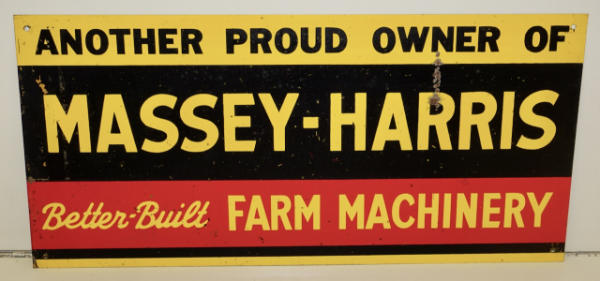 ANOTHER PROUD OWNER OF
MASSEY-HARRIS
Better-Built FARM MACHINERY